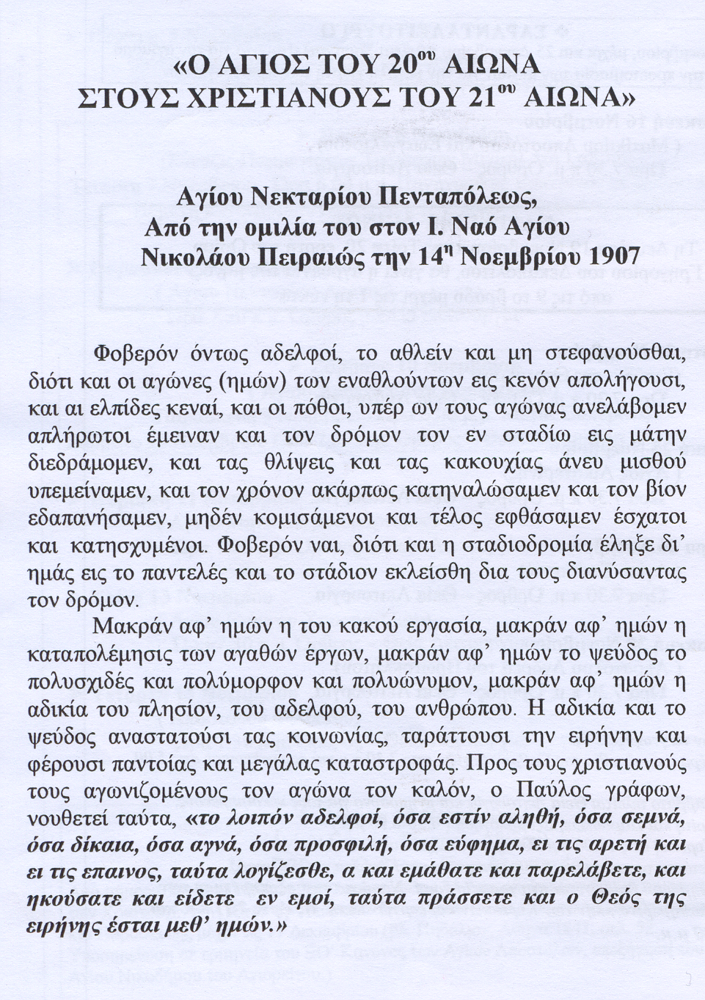 «Ο ΑΓΙΟΣ ΤΟΥ 20ου ΑΙΩΝΑ
ΣΤΟΥΣ ΧΡΙΣΤΙΑΝΟΥΣ ΤΟΥ 21ου ΑΙΩΝΑ»
Αγίου Νεκταρίου Πενταπόλεως,
Από την ομιλία του στον Ι. Ναό Αγίου
Νικολάου Πειραιώς την 14η Νοεμβρίου 1907
Φοβερόν όντως αδελφοί, το αθλείν και μη στεφανούσθαι,
διότι και οι αγώνες (ημών) των εναθλούντων εις κενόν απολήγουσι,
και αι ελπίδες κεναί, και οι πόθοι, υπέρ ων τους αγώνας ανελάβομεν
απλήρωτοι έμειναν και τον δρόμον τον εν σταδίω εις μάτην
διεδράμομεν, και τας θλίψεις και τας κακουχίας άνευ μισθού
υπεμείναμεν, και τον χρόνον ακάρπως κατηναλώσαμεν και τον βίον
εδαπανήσαμεν, μηδέν κομισάμενοι και τέλος εφθάσαμεν έσχατοι
και κατησχυμένοι. Φοβερόν ναι, διότι και η σταδιοδρομία έληξε δι’
ημάς εις το παντελές και το στάδιον εκλείσθη δια τους διανύσαντας
τον δρόμον.
Μακράν αφ’ ημών η του κακού εργασία, μακράν αφ’ ημών η
καταπολέμησις των αγαθών έργων, μακράν αφ’ ημών το ψεύδος το
πολυσχιδές και πολύμορφον και πολυώνυμον, μακράν αφ’ ημών η
αδικία του πλησίον, του αδελφού, του ανθρώπου. Η αδικία και το
ψεύδος αναστατούσι τας κοινωνίας, ταράττουσι την ειρήνην και
φέρουσι παντοίας και μεγάλας καταστροφάς. Προς τους χριστιανούς
τους αγωνιζομένους τον αγώνα τον καλόν, ο Παύλος γράφων,
νουθετεί ταύτα, «το λοιπόν αδελφοί, όσα εστίν αληθή, όσα σεμνά,
όσα δίκαια, όσα αγνά, όσα προσφιλή, όσα εύφημα, ει τις αρετή και
ει τις επαινος, ταύτα λογίζεσθε, α και εμάθατε και παρελάβετε, και
ηκούσατε και είδετε εν εμοί, ταύτα πράσσετε και ο Θεός της
ειρήνης έσται μεθ’ ημών.»